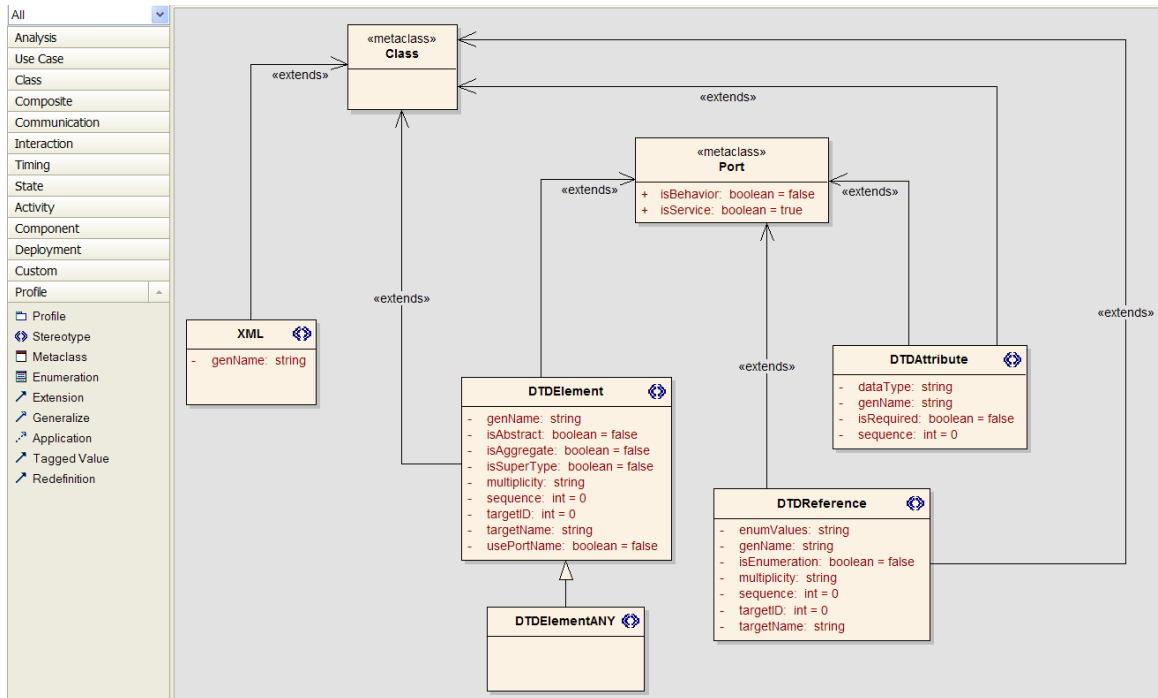 All
Analysis
Use Case
Class
Composite
Communication
Interaction
Timing
State
Activity
Component
Deployment
Custom
Profile
Profile
Stereotype
Metaclass
Enumeration
Extension
Generalize
Application
Tagged Value
Redefinition
«metaclass»
Class
«extends»
«extends»
«metaclass»
Port
+ isBehavior: boolean = false
+ isService: boolean = true
«extends»
«extends»
«extends»
«extends»
«extends»
XML
- genName: string
DTDElement
- genName: string
- isAbstract: boolean = false
- isAggregate: boolean = false
- isSuperType: boolean = false
- multiplicity: string
- sequence: int = 0
- targetID: int = 0
- targetName: string
- usePortName: boolean = false
DTDAttribute
- dataType: string
- genName: string
- isRequired: boolean = false
- sequence: int = 0
DTDReference
- enumValues: string
- genName: string
- isEnumeration: boolean = false
- multiplicity: string
- sequence: int = 0
- targetID: int = 0
- targetName: string
DTDElementANY